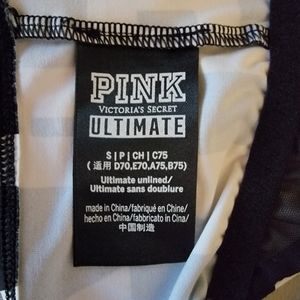 PINK
VICTORIA'S SECRET
ULTIMATE
S | P | CH | C75
(适用 D70,E70,A75,B75)
Ultimate unlined/
Ultimate sans doublure
made in China/fabriqué en Chine/
hecho en China/fabbricato in Cina/
中国制造